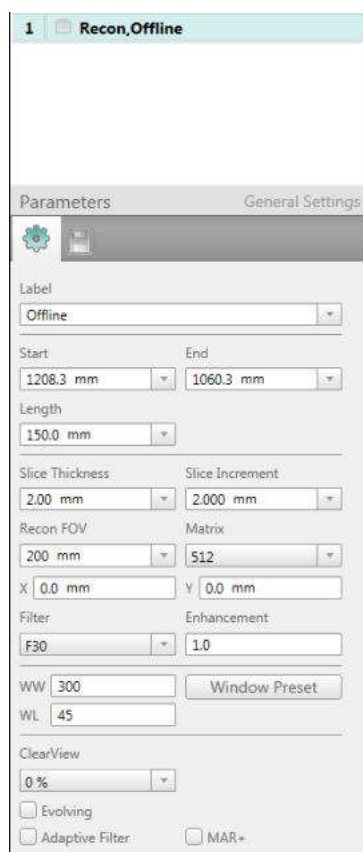 1 Recon,Offline
Parameters General Settings
Label
Offline
Start End
1208.3 mm 1060.3 mm
Length
150.0 mm
Slice Thickness Slice Increment
2.00 mm 2.000 mm
Recon FOV Matrix
200 mm 512
X 0.0 mm Y 0.0 mm
Filter Enhancement
F30 1.0
WW 300 Window Preset
WL 45
ClearView
0 %
Evolving
Adaptive Filter MAR+